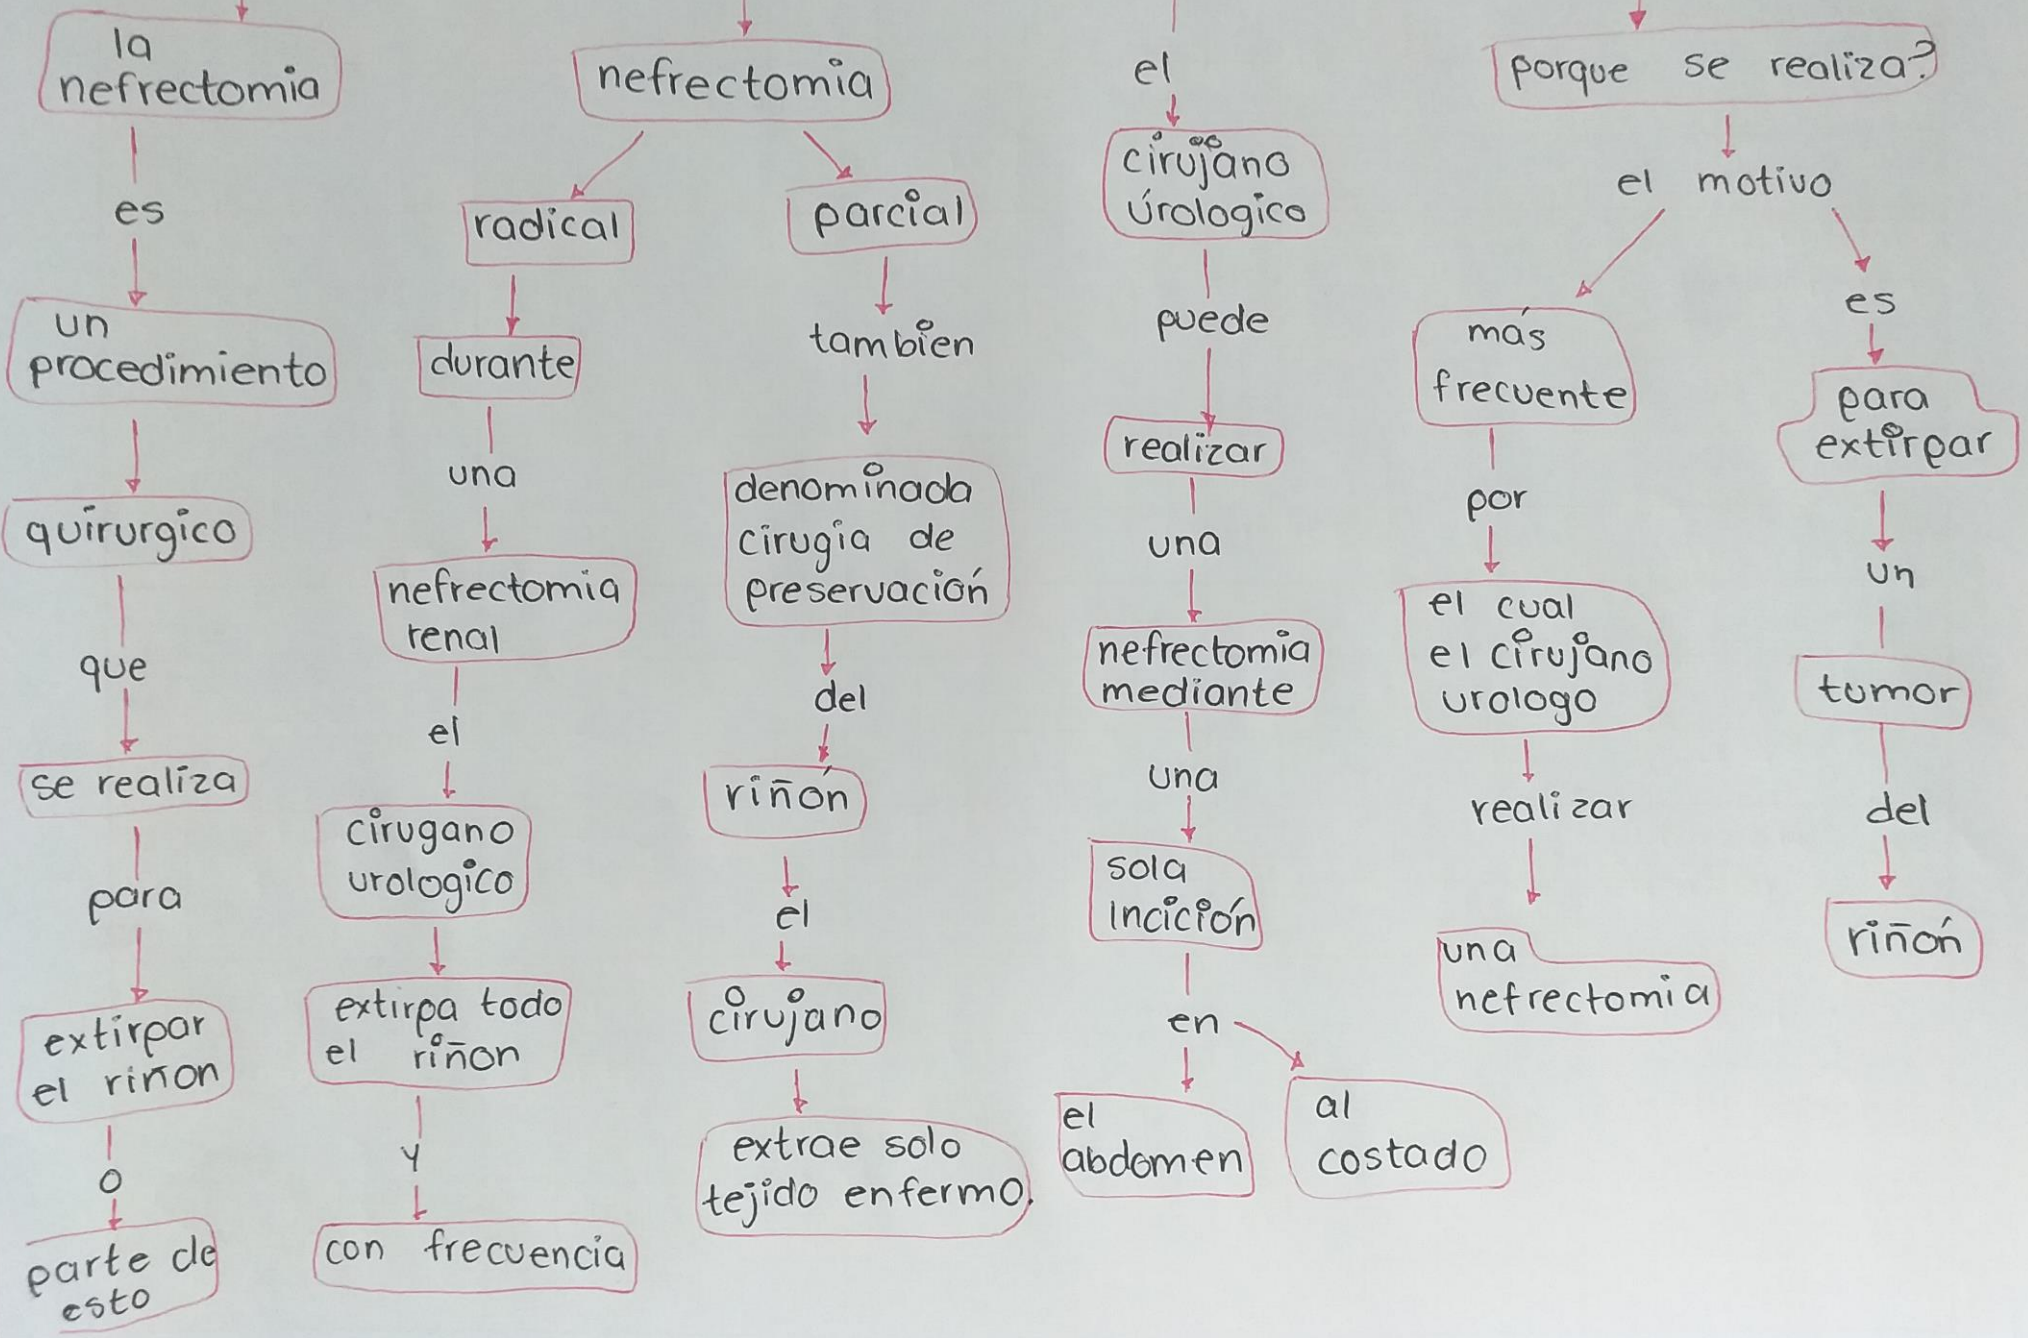 la
nefrectomia
es
un
procedimiento
quirurgico
que
se realiza
para
extirpar
el riñon
o
parte de
esto
nefrectomia
radical
durante
una
nefrectomia
renal
el
cirugano
urologico
extirpa todo
el riñon
y
con frecuencia
parcial
tambien
denominada
cirugia de
preservación
del
riñón
el
cirujano
extrae solo
tejido enfermo.
el
cirujano
úrologico
puede
realizar
una
nefrectomia
mediante
una
sola
incición
en
el
abdomen
al
costado
porque se realiza?
el motivo
más
frecuente
por
el cual
el cirujano
urologo
realizar
una
nefrectomia
es
para
extirpar
un
tumor
del
riñón